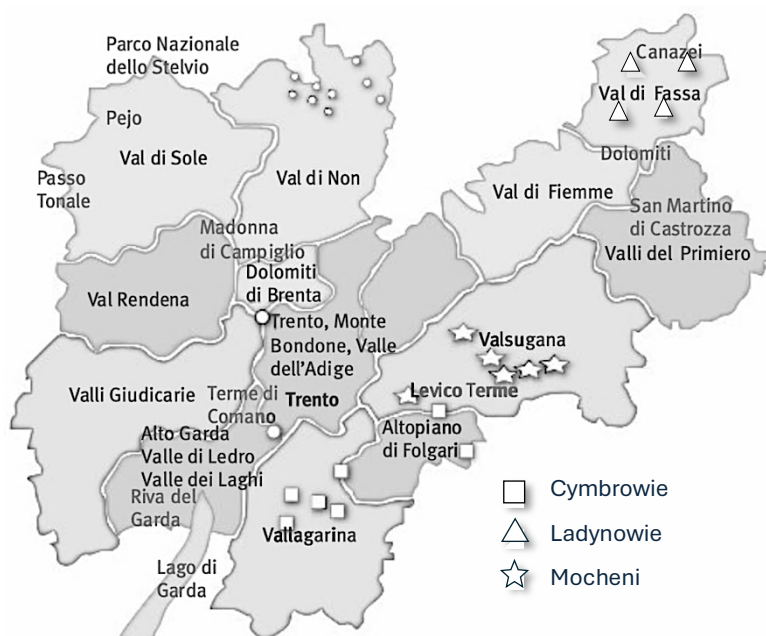 Parco Nazionale
dello Stelvio
Canazei
Val di Fassa
Pejo
Val di Sole
Dolomiti
Passo
Tonale
Val di Non
Val di Fiemme
San Martino
di Castrozza
Valli del Primiero
Madonna
di Campiglio
Dolomiti
di Brenta
Val Rendena
Trento, Monte
Bondone, Valle
dell'Adige
Valsugana
Valli Giudicarie
Terme di
Comano
Trento
Levico Terme
Altopiano
di Folgari
Alto Garda
Valle di Ledro
Valle dei Laghi
Riva del
Garda
Vallagarina
Lago di
Garda
Cymbrowie
Ladynowie
Mocheni